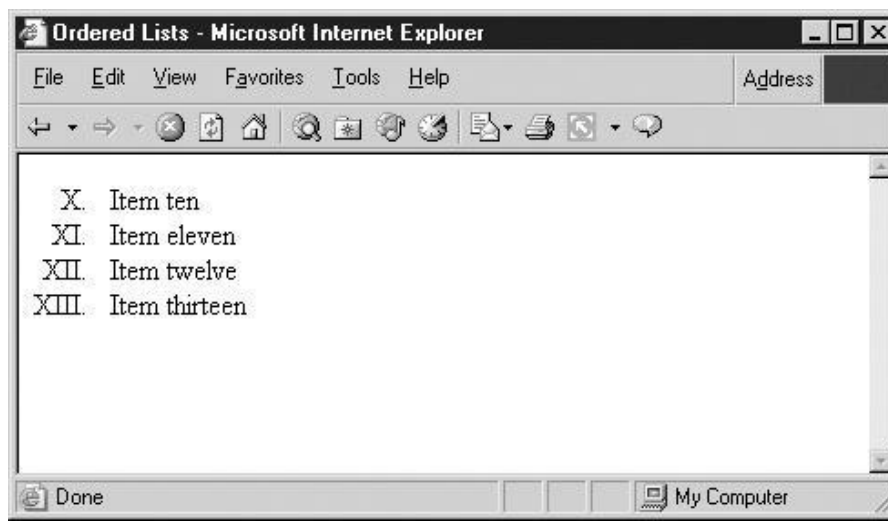 Ordered Lists - Microsoft Internet Explorer
File Edit View Favorites Tools Help Address
X. Item ten
XI. Item eleven
XII. Item twelve
XIII. Item thirteen
Done My Computer